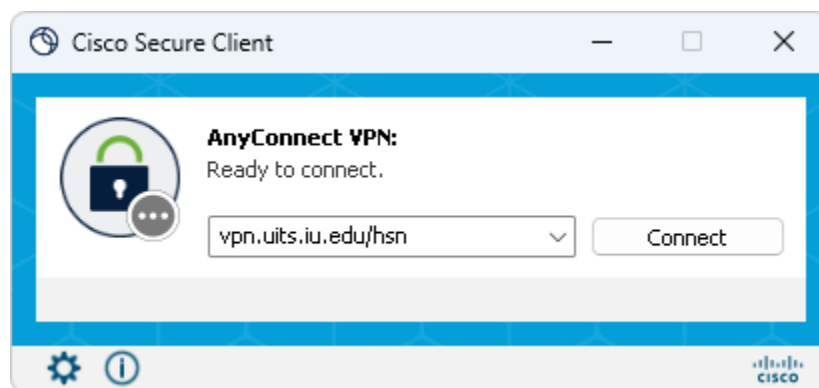 Cisco Secure Client
AnyConnect VPN:
Ready to connect.
vpn.uits.iu.edu/hsn
Connect
CISCO